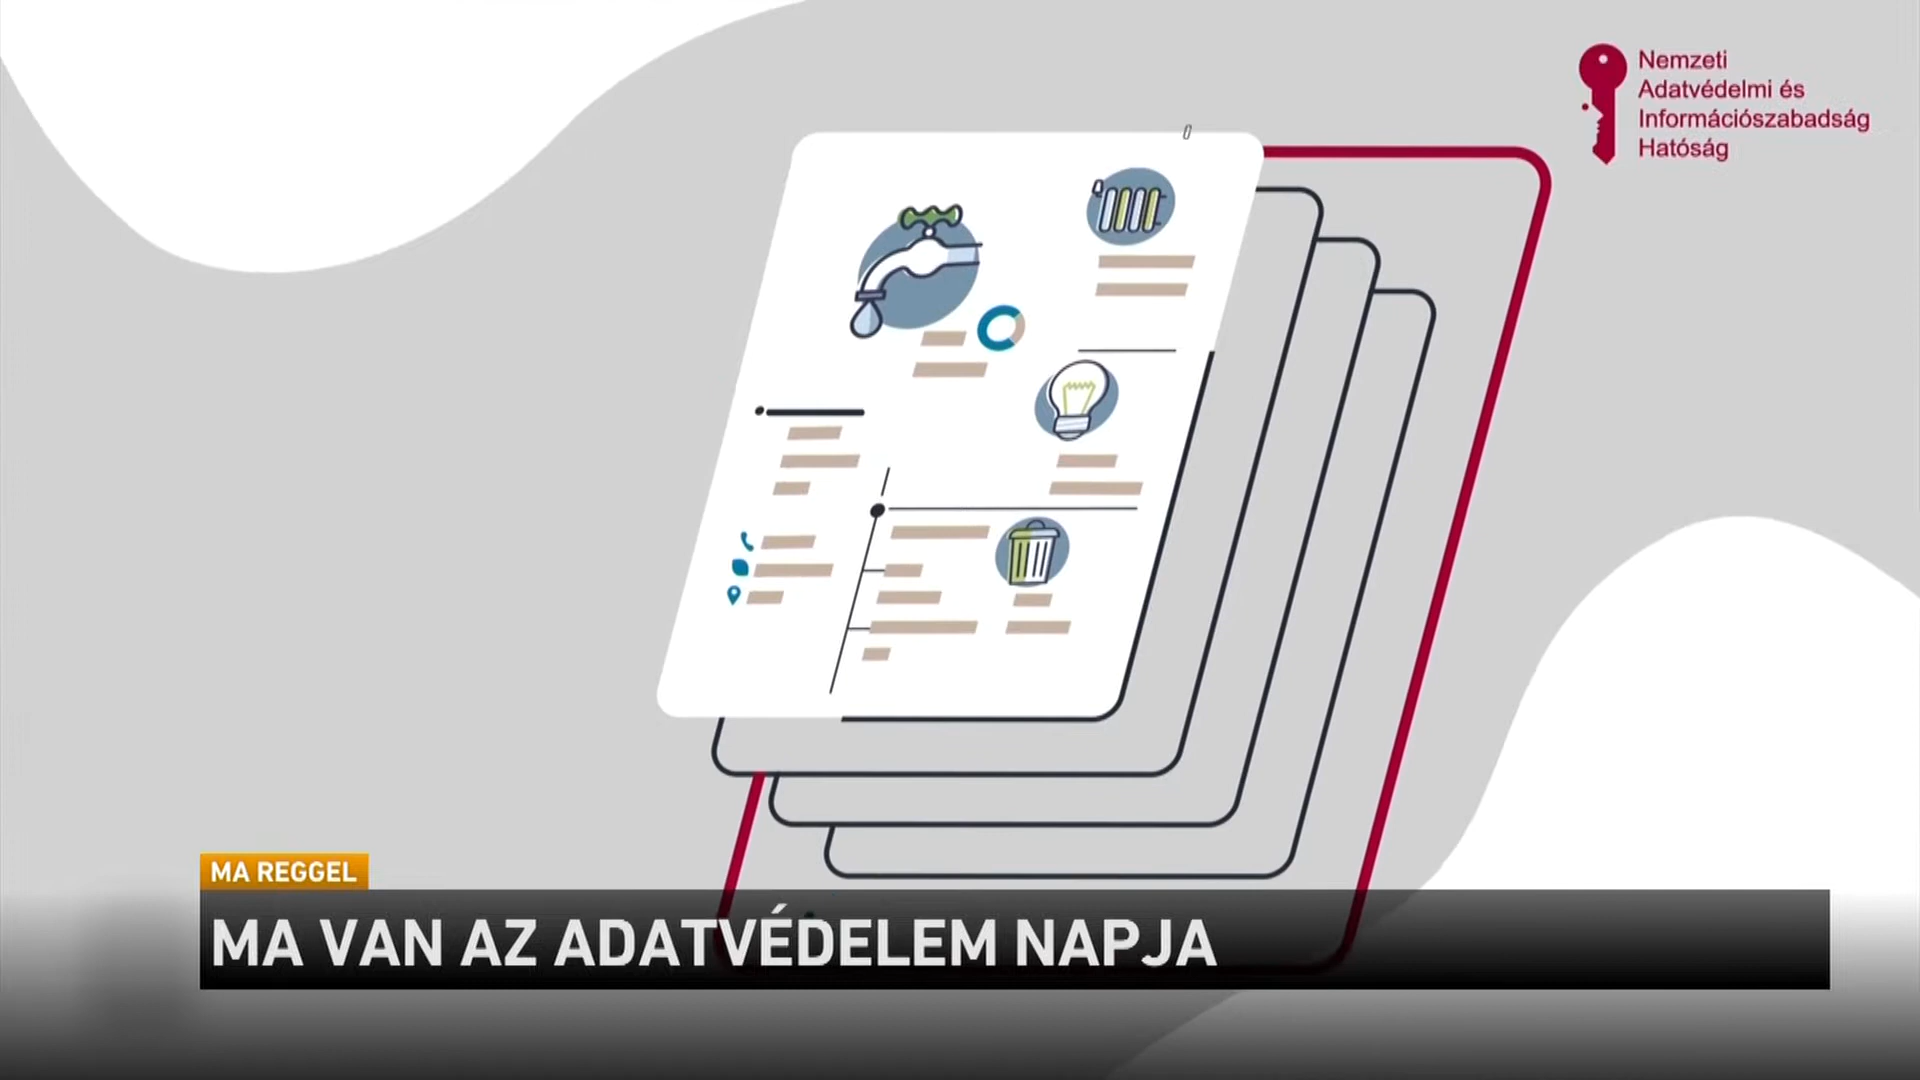 Nemzeti
Adatvédelmi és
Információszabadság
Hatóság
MA REGGEL
MA VAN AZ ADATVÉDELEM NAPJA